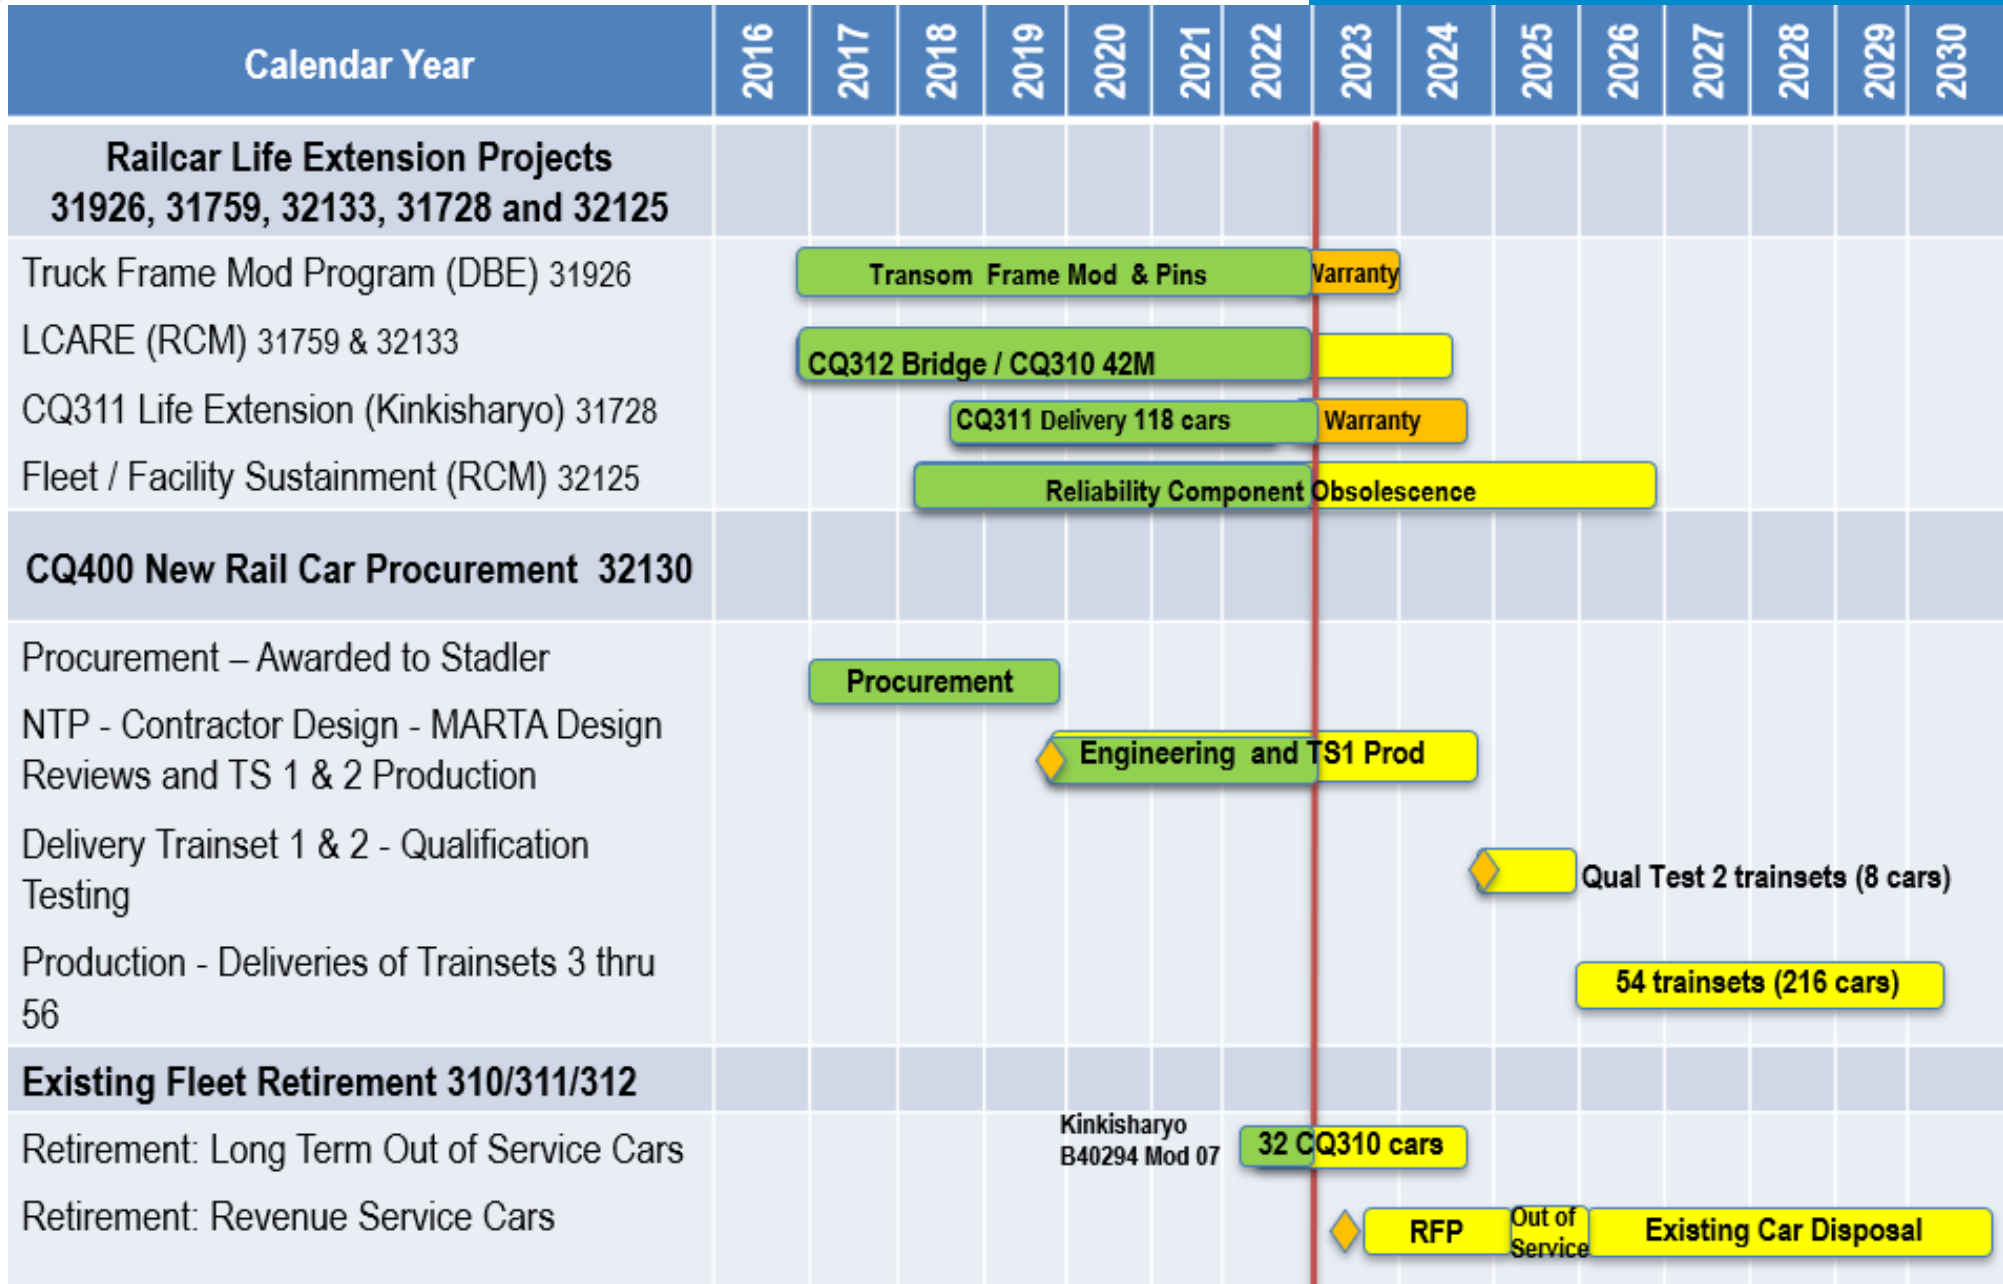 Calendar Year
2016
2017
2018
2019
2020
2021
2022
2023
2024
2025
2026
2027
2028
2029
2030
Railcar Life Extension Projects
31926, 31759, 32133, 31728 and 32125
Truck Frame Mod Program (DBE) 31926
Transom Frame Mod & Pins
Warranty
LCARE (RCM) 31759 & 32133
CQ312 Bridge / CQ310 42M
CQ311 Life Extension (Kinkisharyo) 31728
CQ311 Delivery 118 cars
Warranty
Fleet / Facility Sustainment (RCM) 32125
Reliability Component Obsolescence
CQ400 New Rail Car Procurement 32130
Procurement – Awarded to Stadler
Procurement
NTP - Contractor Design - MARTA Design
Reviews and TS 1 & 2 Production
Engineering and TS1 Prod
Delivery Trainset 1 & 2 - Qualification
Testing
Qual Test 2 trainsets (8 cars)
Production - Deliveries of Trainsets 3 thru
56
54 trainsets (216 cars)
Existing Fleet Retirement 310/311/312
Retirement: Long Term Out of Service Cars
Kinkisharyo
B40294 Mod 07
32 CQ310 cars
Retirement: Revenue Service Cars
RFP
Out of
Service
Existing Car Disposal